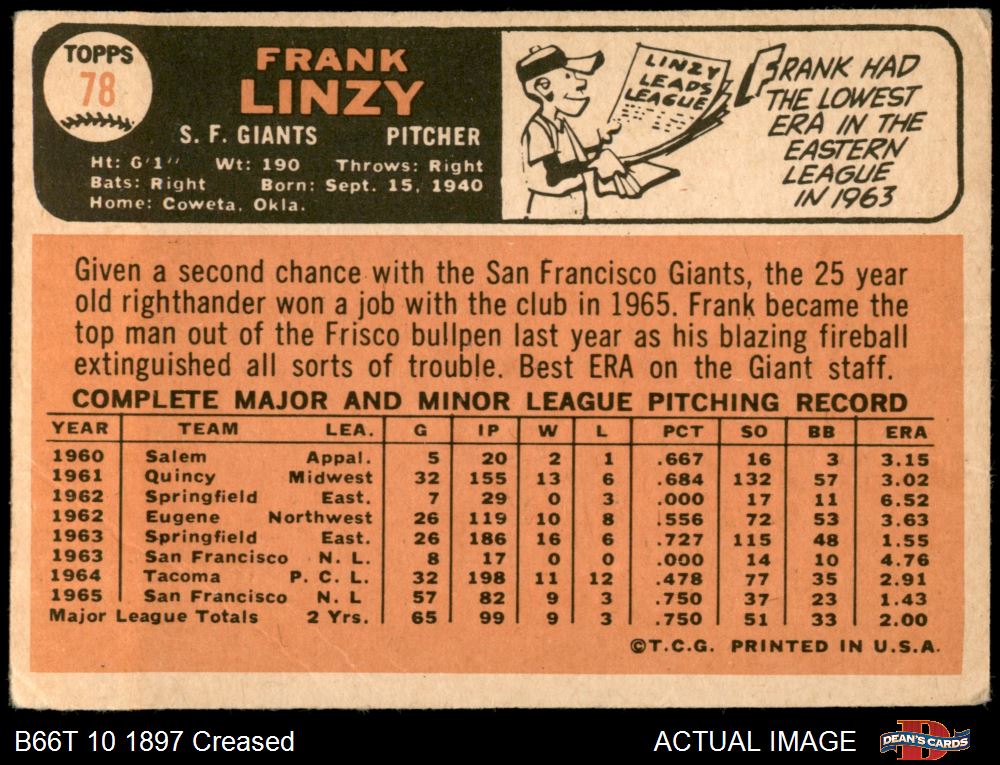 TOPPS
78
FRANK
LINZY
S. F. GIANTS PITCHER
Ht: 6'1" Wt: 190 Throws: Right
Bats: Right Born: Sept. 15, 1940
Home: Coweta, Okla.
LINZY
LEADS
LEAGUE
FRANK HAD
THE LOWEST
ERA IN THE
EASTERN
LEAGUE
IN 1963
Given a second chance with the San Francisco Giants, the 25 year
old righthander won a job with the club in 1965. Frank became the
top man out of the Frisco bullpen last year as his blazing fireball
extinguished all sorts of trouble. Best ERA on the Giant staff.
COMPLETE MAJOR AND MINOR LEAGUE PITCHING RECORD
YEAR TEAM LEA. G IP W L PCT SO BB ERA
1960 Salem Appal. 5 20 2 1 .667 16 3 3.15
1961 Quincy Midwest 32 155 13 6 .684 132 57 3.02
1962 Springfield East. 7 29 0 3 .000 17 11 6.52
1962 Eugene Northwest 26 119 10 8 .556 72 53 3.63
1963 Springfield East. 26 186 16 6 .727 115 48 1.55
1963 San Francisco N. L. 8 17 0 0 .000 14 10 4.76
1964 Tacoma P. C. L. 32 198 11 12 .478 77 35 2.91
1965 San Francisco N. L 57 82 9 3 .750 37 23 1.43
Major League Totals 2 Yrs. 65 99 9 3 .750 51 33 2.00
©T.C.G. PRINTED IN U.S.A.
B66T 10 1897 Creased ACTUAL IMAGE
D
DEAN'S CARDS